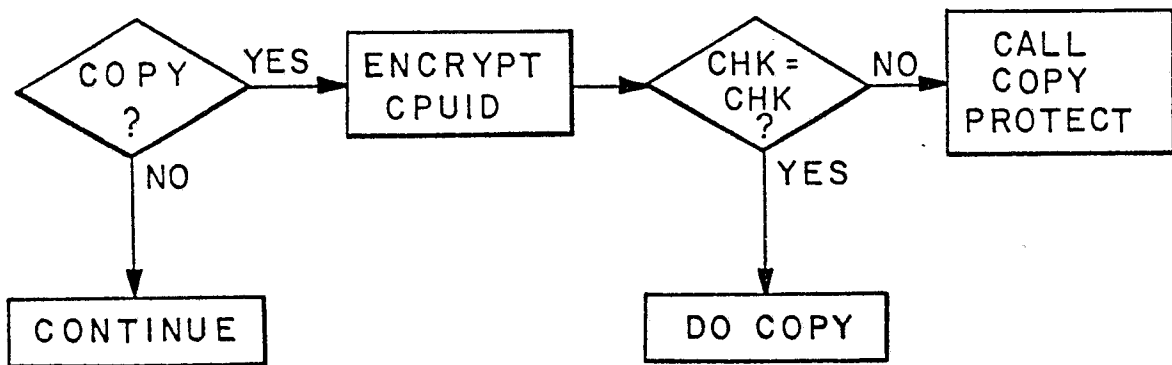 COPY
?
YES
NO
CONTINUE
ENCRYPT
CPUID
CHK =
CHK
?
NO
YES
DO COPY
CALL
COPY
PROTECT